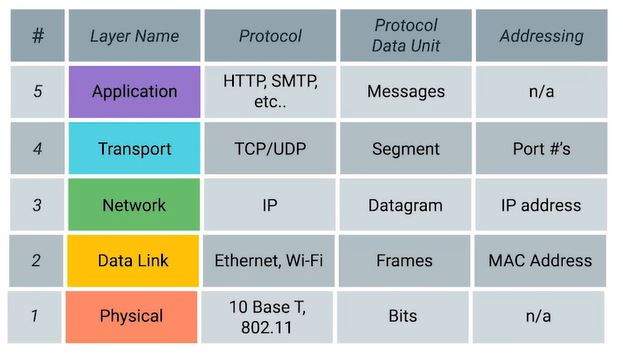 # Layer Name Protocol Protocol Data Unit Addressing
5 Application HTTP, SMTP, etc.. Messages n/a
4 Transport TCP/UDP Segment Port #'s
3 Network IP Datagram IP address
2 Data Link Ethernet, Wi-Fi Frames MAC Address
1 Physical 10 Base T, 802.11 Bits n/a